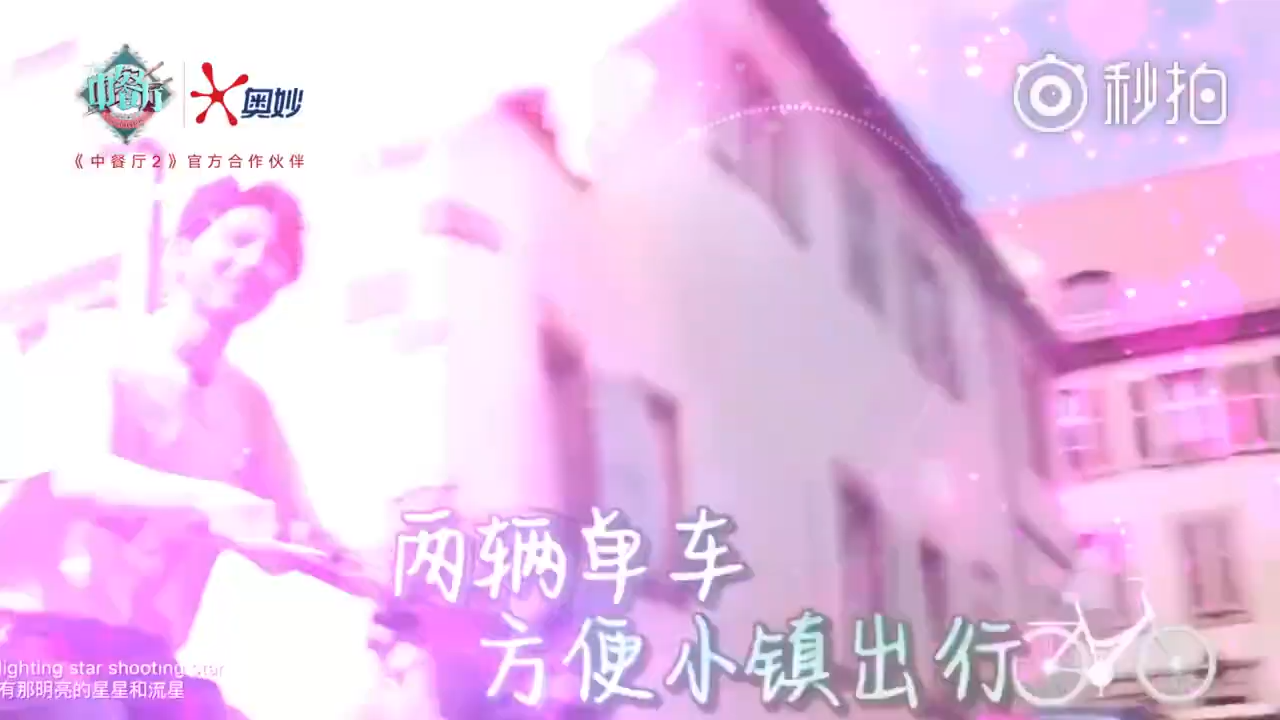 中餐厅
奥妙
《中餐厅2》官方合作伙伴
秒拍
两辆单车
方便小镇出行
lighting star shooting star
有那明亮的星星和流星